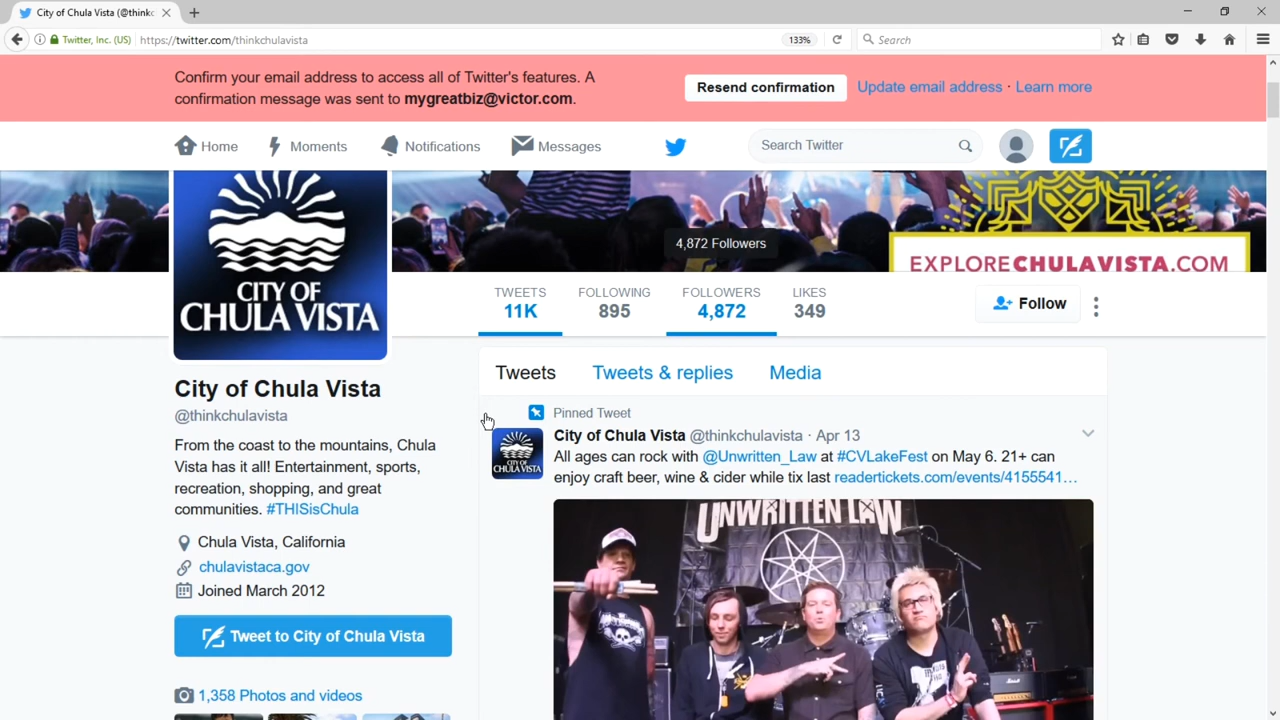 City of Chula Vista (@think
Twitter, Inc. (US)
https://twitter.com/thinkchulavista
133%
Search
Confirm your email address to access all of Twitter's features. A
confirmation message was sent to mygreatbiz@victor.com.
Resend confirmation
Update email address · Learn more
Home
Moments
Notifications
Messages
Search Twitter
CITY OF
CHULA VISTA
4,872 Followers
EXPLORECHULAVISTA.COM
TWEETS
11K
FOLLOWING
895
FOLLOWERS
4,872
LIKES
349
Follow
City of Chula Vista
@thinkchulavista
From the coast to the mountains, Chula
Vista has it all! Entertainment, sports,
recreation, shopping, and great
communities. #THISisChula
Chula Vista, California
chulavistaca.gov
Joined March 2012
Tweet to City of Chula Vista
1,358 Photos and videos
Tweets
Tweets & replies
Media
Pinned Tweet
CITY OF
CHULA VISTA
City of Chula Vista @thinkchulavista · Apr 13
All ages can rock with @Unwritten_Law at #CVLakeFest on May 6. 21+ can
enjoy craft beer, wine & cider while tix last readertickets.com/events/4155541…
UNWRITTEN LAW